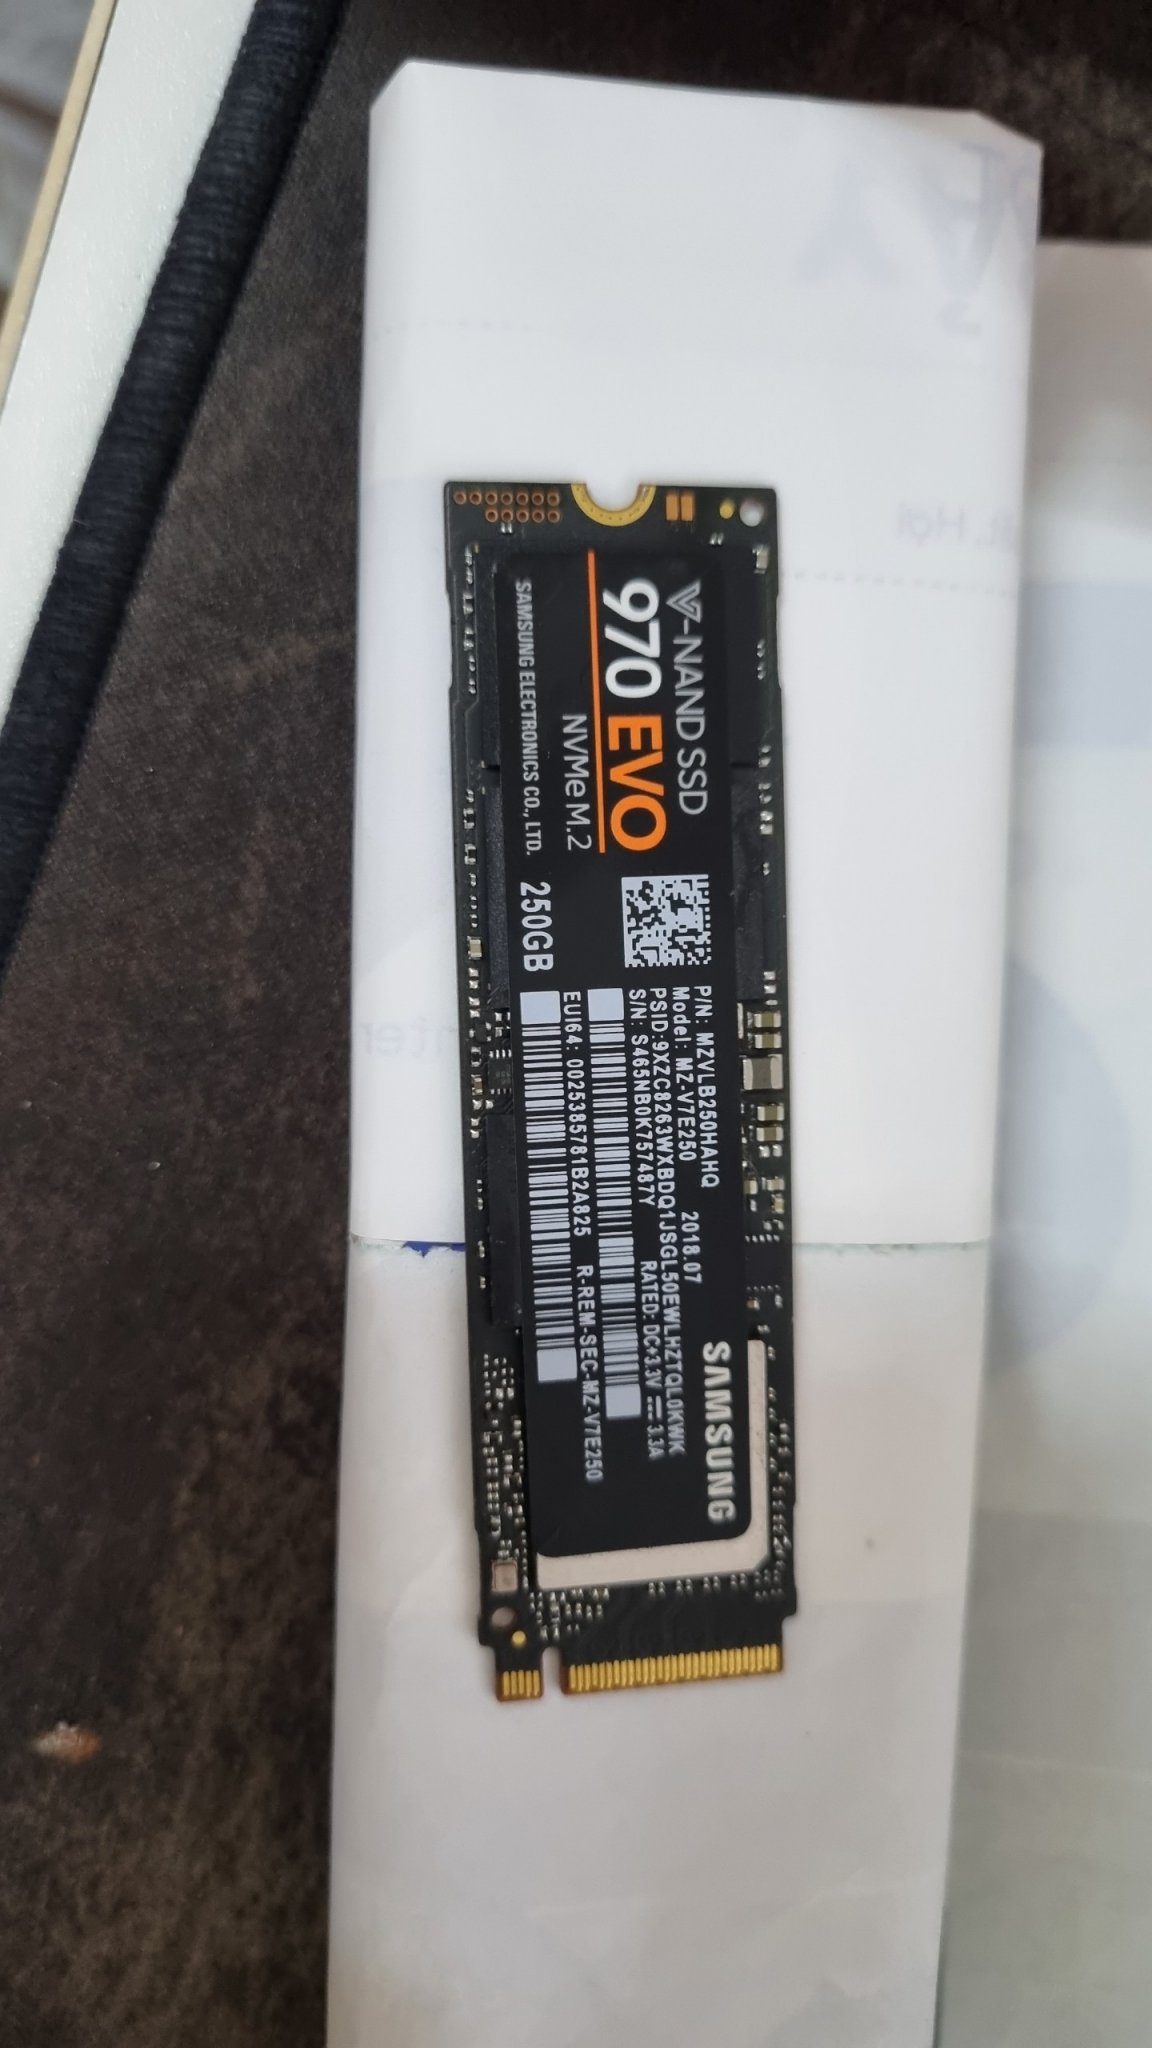 V-NAND SSD
970 EVO
NVMe M.2
SAMSUNG ELECTRONICS CO., LTD.
250GB
P/N: MZVLB250HAHQ
Model: MZ-V7E250 2018.07
PSID:9XZC8263WXBDQ1JSGL50EWLHZTQL0KWK
S/N: S465NB0K757487Y RATED: DC+3.3V ⎓ 3.3A
EUI64: 0025385781B2A825 R-REM-SEC-MZ-V7E250
SAMSUNG